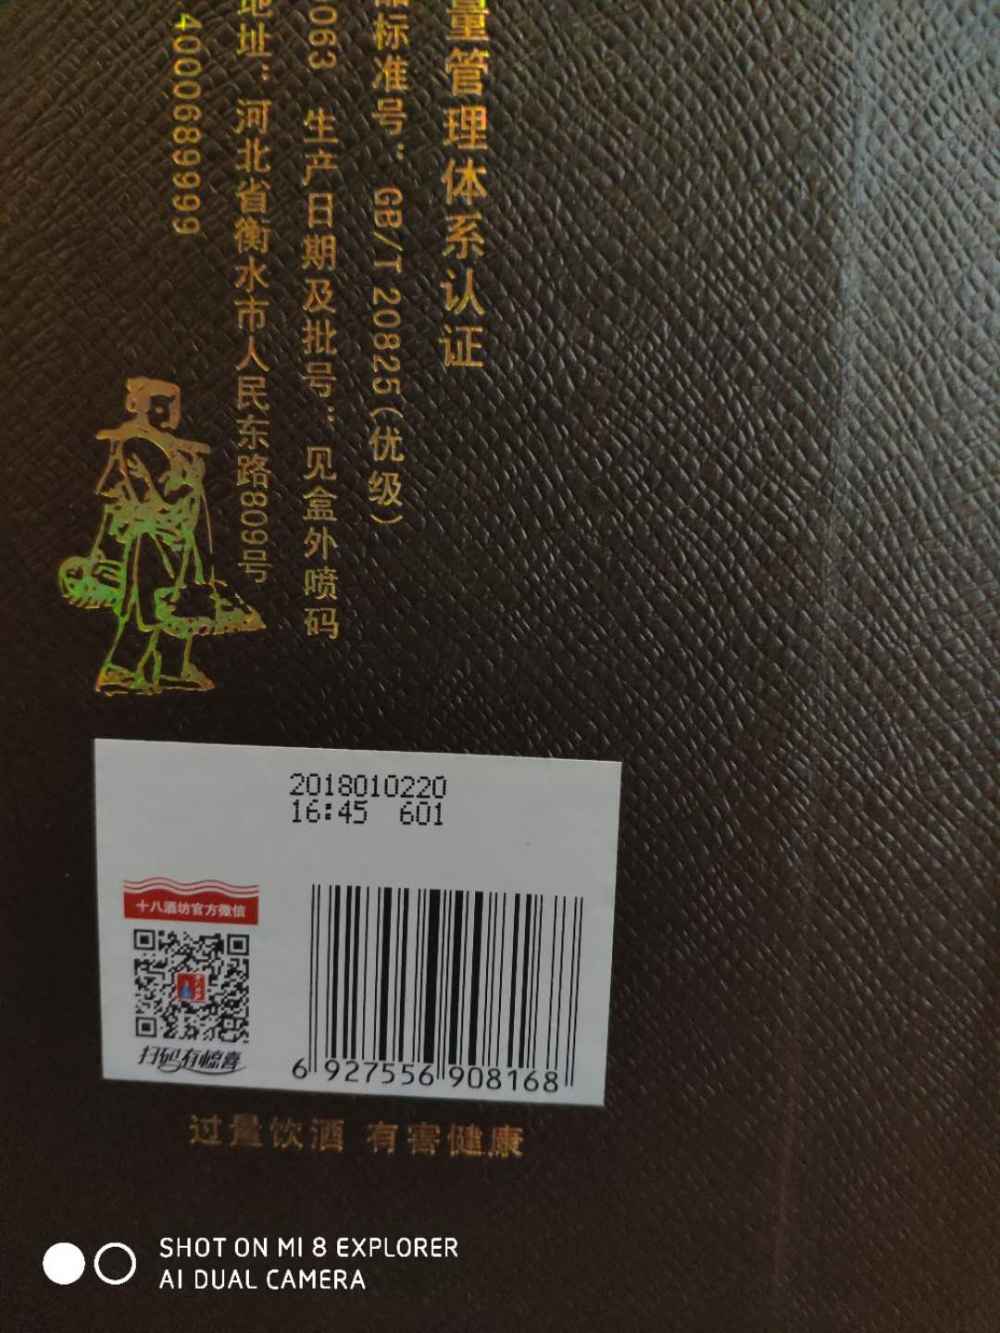 量管理体系认证
品标准号：GB/T 20825(优级)
063 生产日期及批号：见盒外喷码
地址：河北省衡水市人民东路809号
4000689999
2018010220
16:45 601
十八酒坊官方微信
扫码有惊喜
6 927556 908168
过量饮酒 有害健康
SHOT ON MI 8 EXPLORER
AI DUAL CAMERA